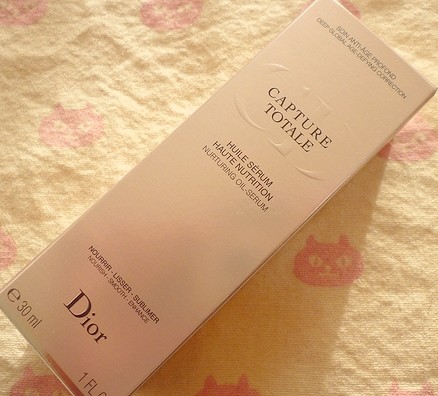 SOIN ANTI-ÂGE PROFOND
DEEP GLOBAL AGE-DEFYING CORRECTION
CAPTURE
TOTALE
HUILE SÉRUM
HAUTE NUTRITION
NURTURING OIL-SERUM
NOURRIR - LISSER - SUBLIMER
NOURISH - SMOOTH - ENHANCE
Dior
e 30 ml
1 FL